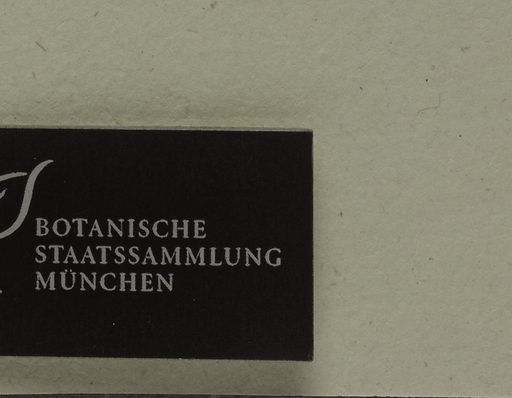 BOTANISCHE
STAATSSAMMLUNG
MÜNCHEN